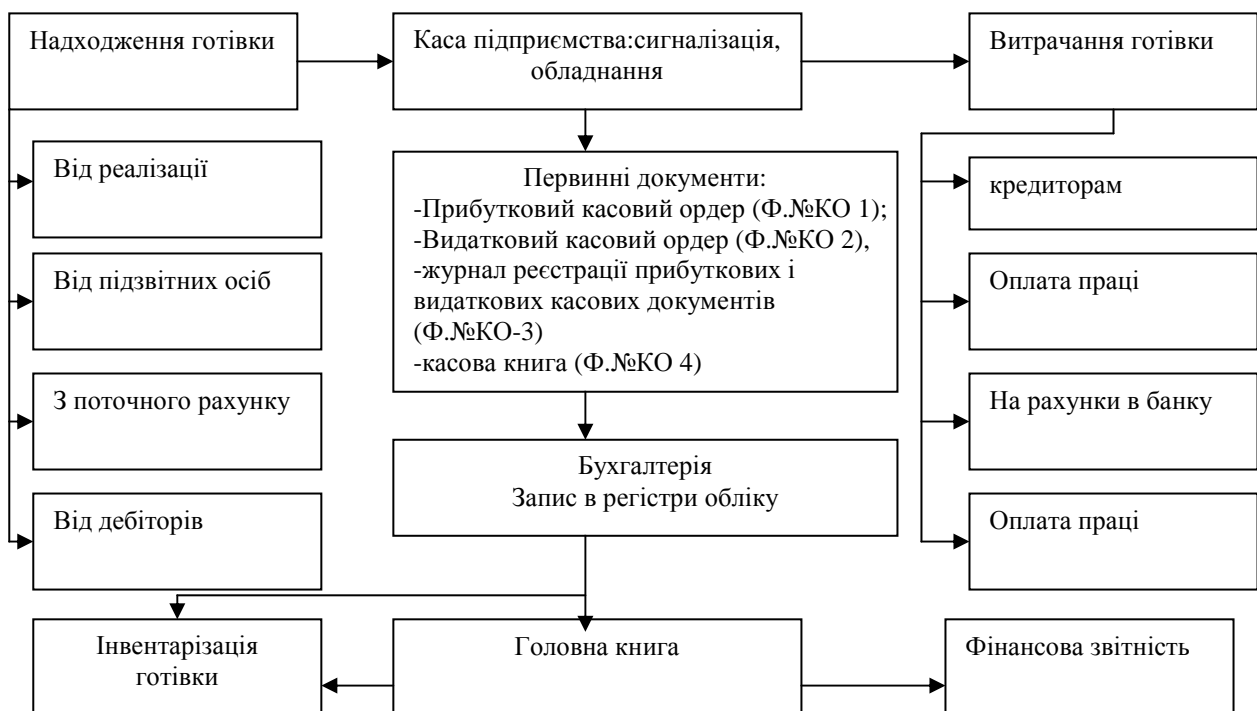 Надходження готівки
Каса підприємства:сигналізація,
обладнання
Витрачання готівки
Від реалізації
Від підзвітних осіб
З поточного рахунку
Від дебіторів
Первинні документи:
-Прибутковий касовий ордер (Ф.№КО 1);
-Видатковий касовий ордер (Ф.№КО 2),
-журнал реєстрації прибуткових і
видаткових касових документів
(Ф.№КО-3)
-касова книга (Ф.№КО 4)
Бухгалтерія
Запис в регістри обліку
кредиторам
Оплата праці
На рахунки в банку
Оплата праці
Інвентарізація
готівки
Головна книга
Фінансова звітність